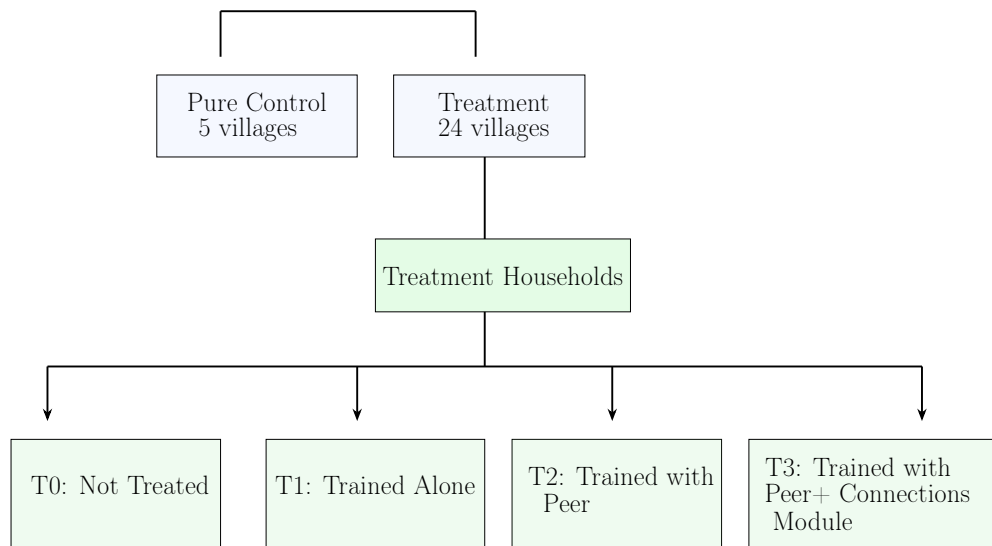 Pure Control
5 villages
Treatment
24 villages
Treatment Households
T0: Not Treated
T1: Trained Alone
T2: Trained with
Peer
T3: Trained with
Peer+ Connections
Module